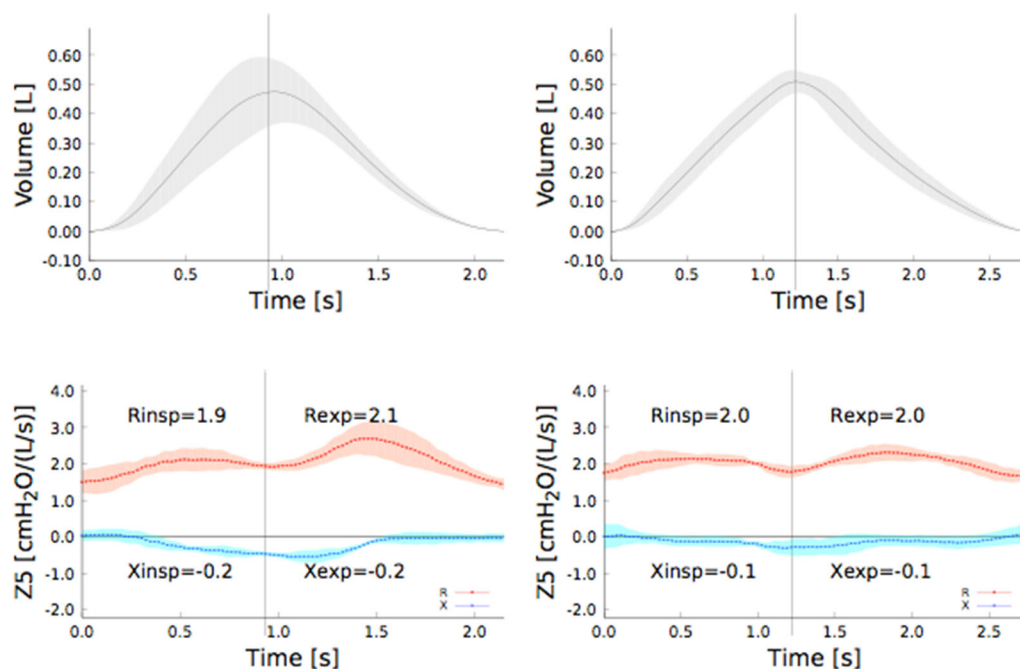 Volume [L]
0.60
0.50
0.40
0.30
0.20
0.10
0.00
-0.10
0.0 0.5 1.0 1.5 2.0
Time [s]
Volume [L]
0.60
0.50
0.40
0.30
0.20
0.10
0.00
-0.10
0.0 0.5 1.0 1.5 2.0 2.5
Time [s]
Z5 [cmH₂O/(L/s)]
4.0
3.0
2.0
1.0
0.0
-1.0
-2.0
Rinsp=1.9 Rexp=2.1
Xinsp=-0.2 Xexp=-0.2
R
X
0.0 0.5 1.0 1.5 2.0
Time [s]
Z5 [cmH₂O/(L/s)]
4.0
3.0
2.0
1.0
0.0
-1.0
-2.0
Rinsp=2.0 Rexp=2.0
Xinsp=-0.1 Xexp=-0.1
R
X
0.0 0.5 1.0 1.5 2.0 2.5
Time [s]